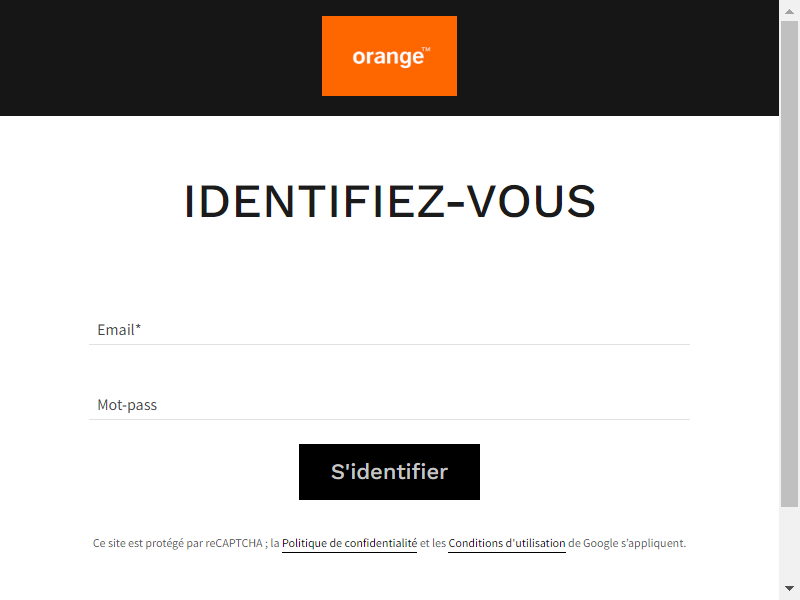 orange™
IDENTIFIEZ-VOUS
Email*
Mot-pass
S'identifier
Ce site est protégé par reCAPTCHA ; la Politique de confidentialité et les Conditions d'utilisation de Google s’appliquent.